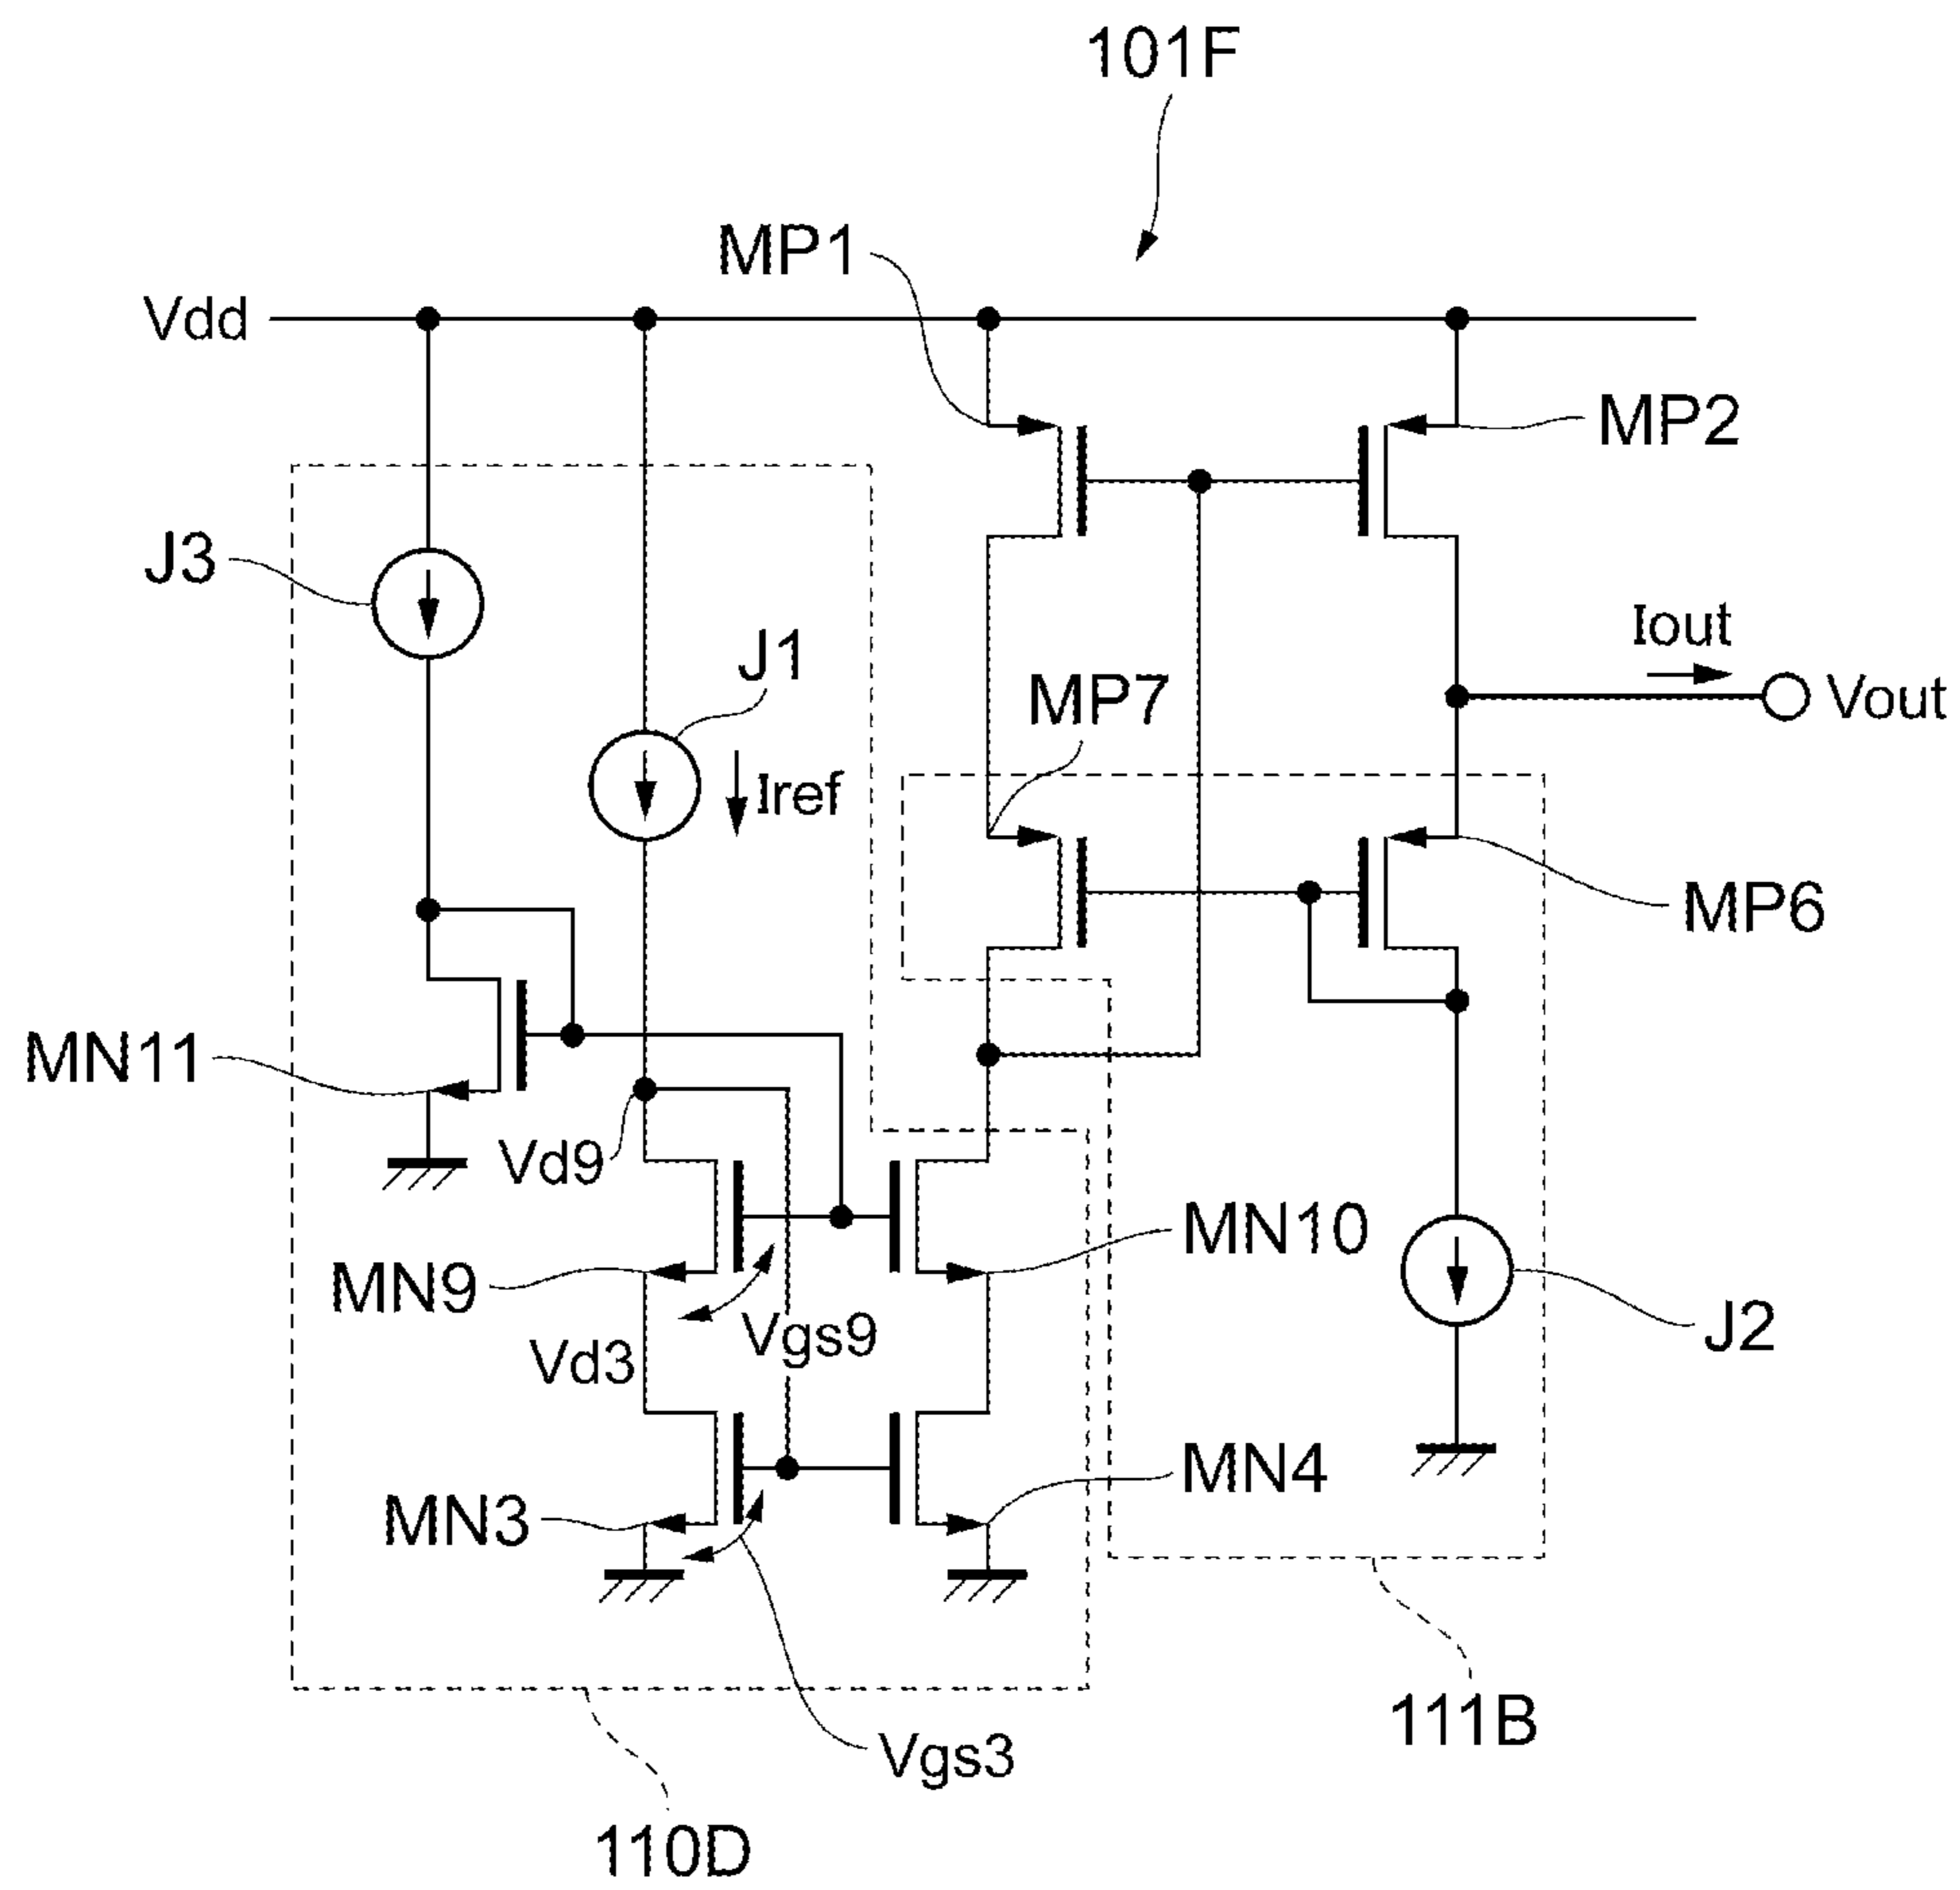 101F
MP1
Vdd
MP2
J3
J1
Iout
MP7
Vout
Iref
MP6
MN11
Vd9
MN10
MN9
Vgs9
J2
Vd3
MN4
MN3
111B
Vgs3
110D